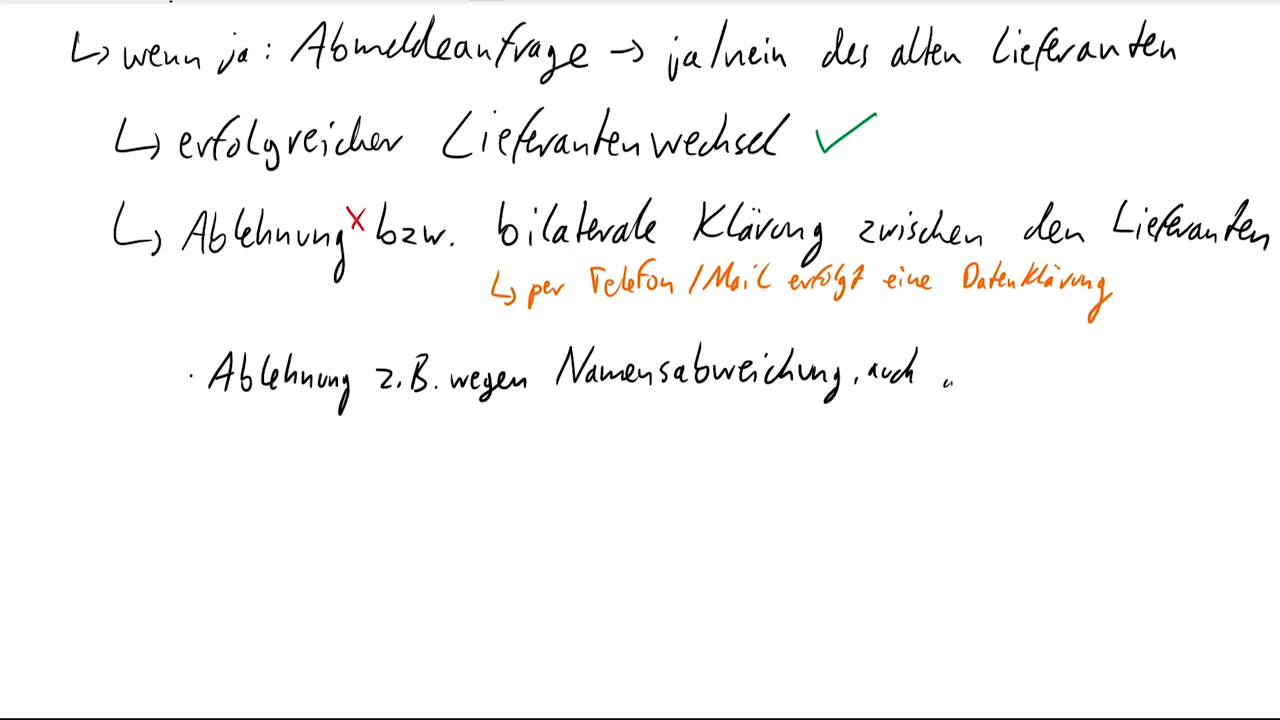 ↳ wenn ja: Abmeldeanfrage → ja/nein des alten Lieferanten
↳ erfolgreicher Lieferantenwechsel ✓
↳ Ablehnung x bzw. bilaterale Klärung zwischen den Lieferanten
↳ per Telefon/Mail erfolgt eine Datenklärung
· Ablehnung z.B. wegen Namensabweichung, auch "